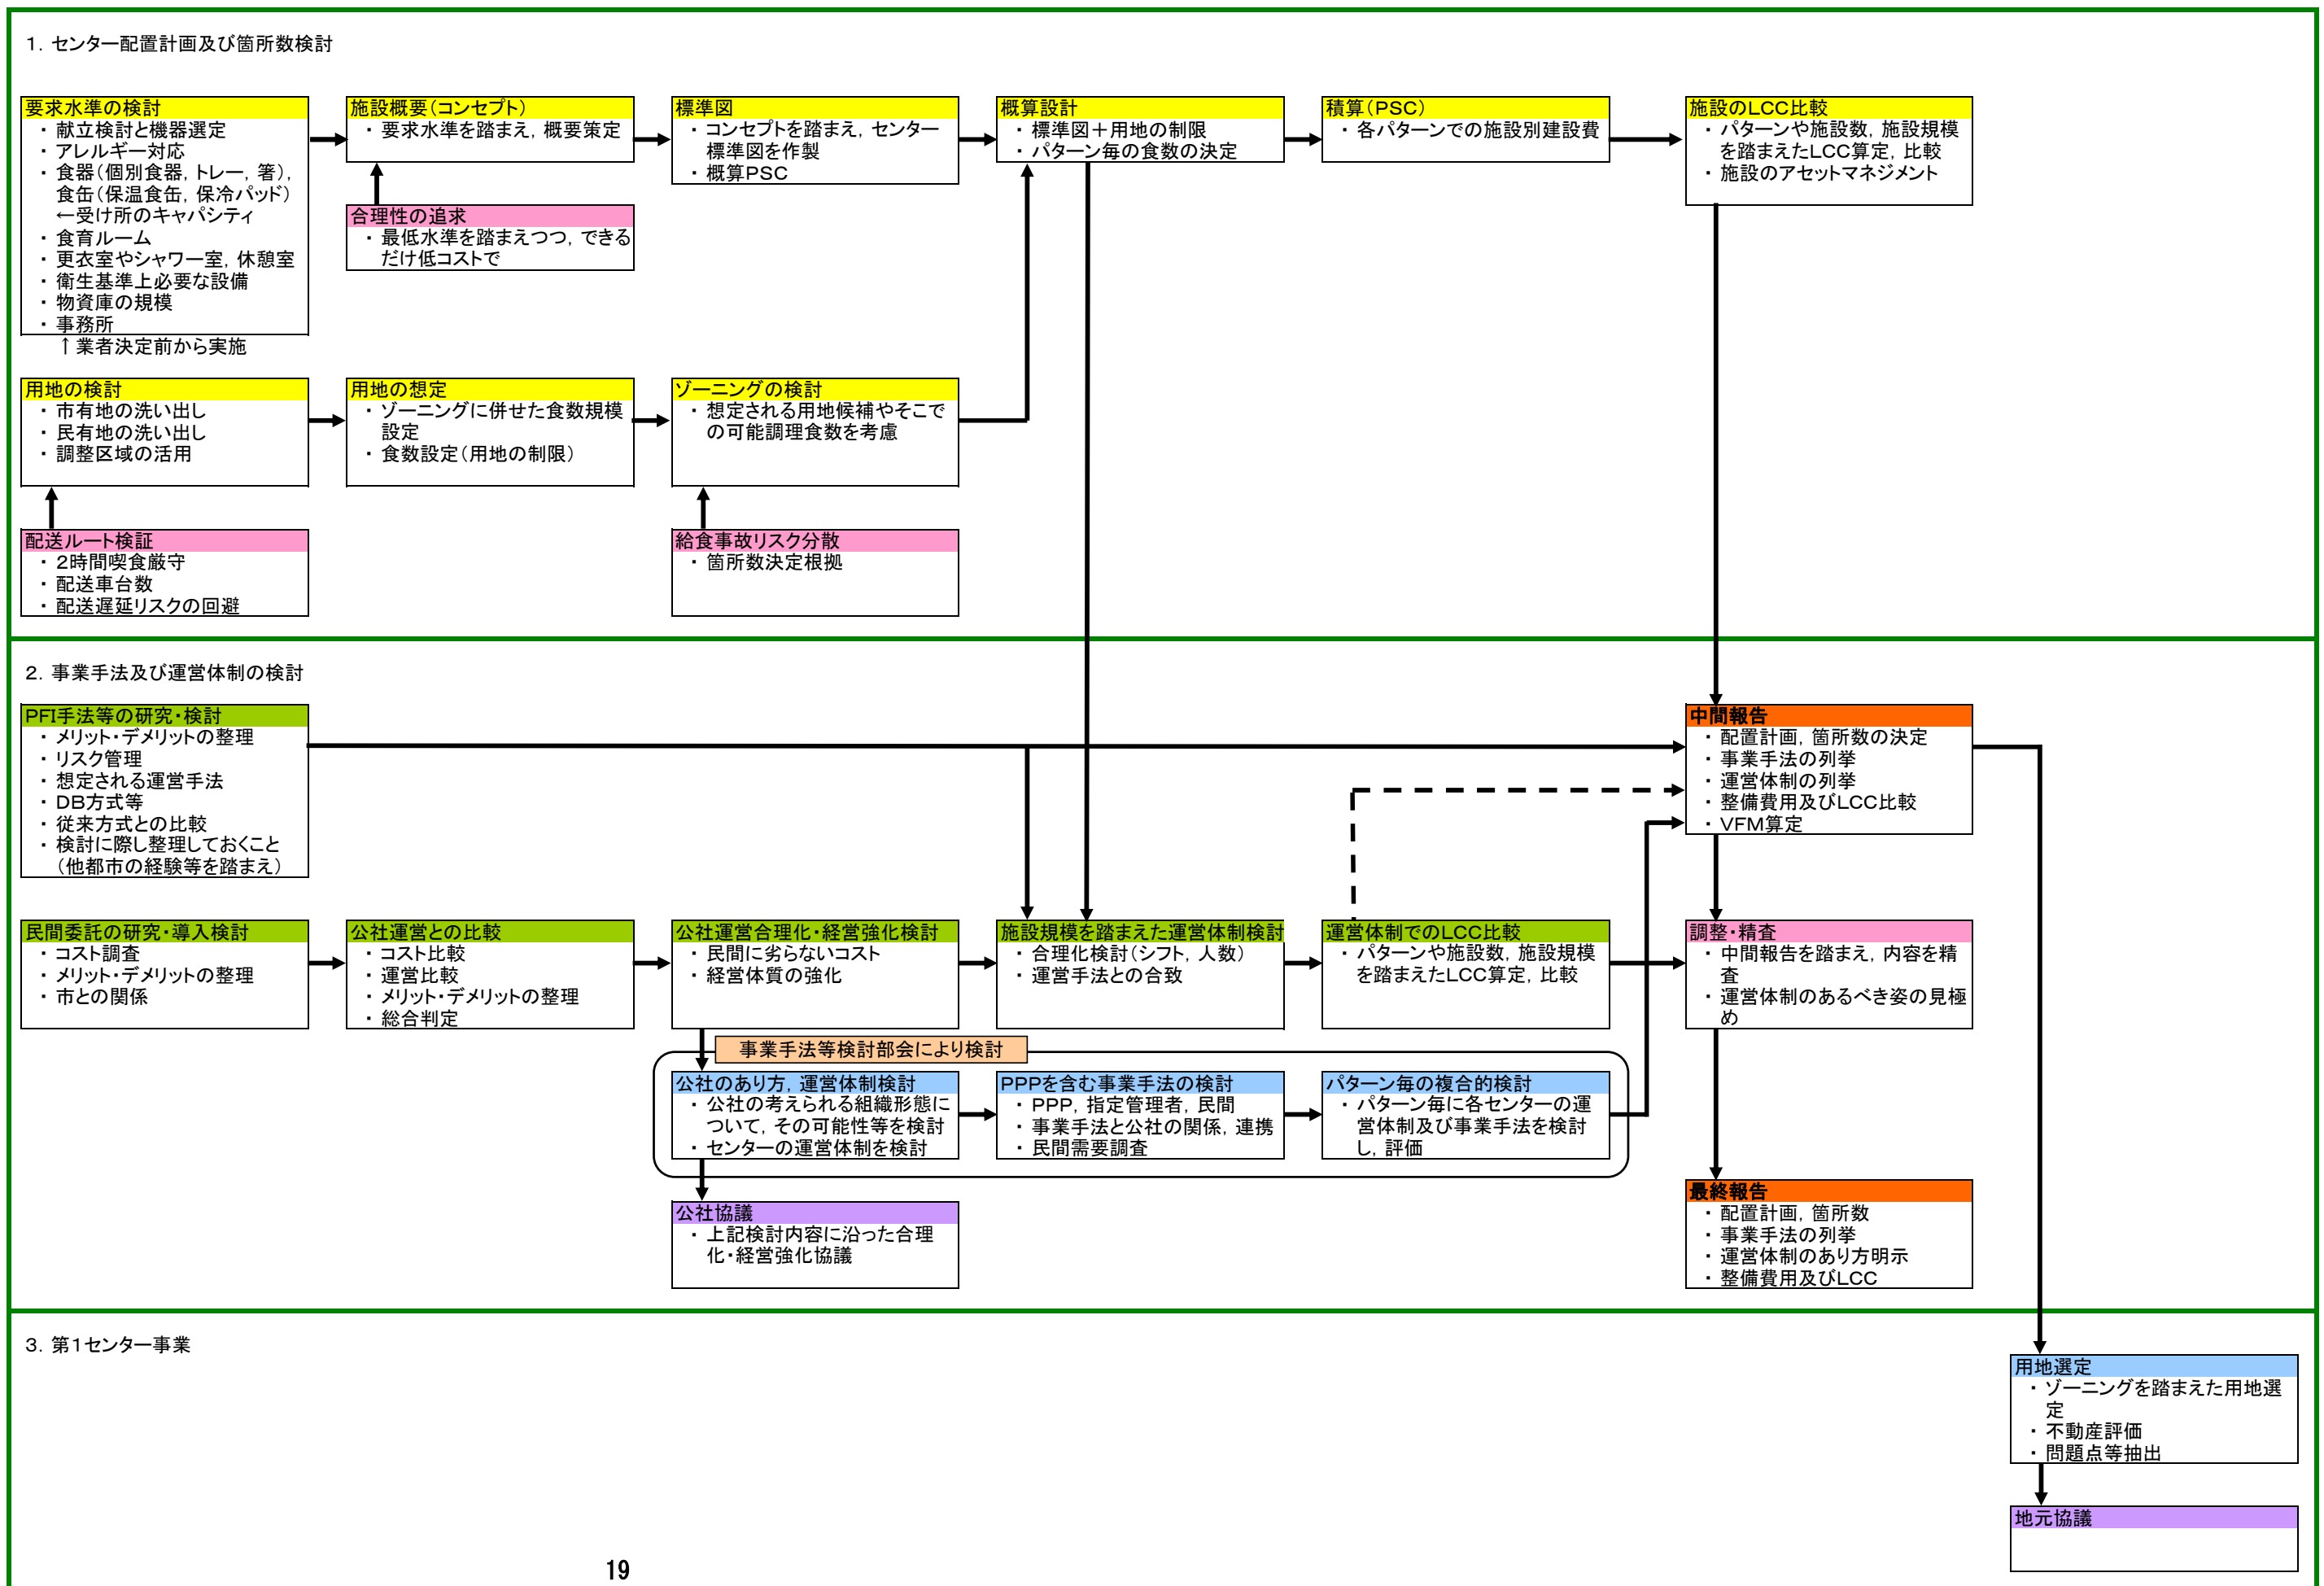 1．センター配置計画及び箇所数検討
要求水準の検討
・献立検討と機器選定
・アレルギー対応
・食器（個別食器，トレー，箸），
食缶（保温食缶，保冷パッド）
←受け所のキャパシティ
・食育ルーム
・更衣室やシャワー室，休憩室
・衛生基準上必要な設備
・物資庫の規模
・事務所
↑業者決定前から実施
施設概要（コンセプト）
・要求水準を踏まえ，概要策定
合理性の追求
・最低水準を踏まえつつ，できる
だけ低コストで
標準図
・コンセプトを踏まえ，センター
標準図を作製
・概算PSC
概算設計
・標準図＋用地の制限
・パターン毎の食数の決定
積算（PSC）
・各パターンでの施設別建設費
施設のLCC比較
・パターンや施設数，施設規模
を踏まえたLCC算定，比較
・施設のアセットマネジメント
用地の検討
・市有地の洗い出し
・民有地の洗い出し
・調整区域の活用
用地の想定
・ゾーニングに併せた食数規模
設定
・食数設定（用地の制限）
ゾーニングの検討
・想定される用地候補やそこで
の可能調理食数を考慮
配送ルート検証
・2時間喫食厳守
・配送車台数
・配送遅延リスクの回避
給食事故リスク分散
・箇所数決定根拠
2．事業手法及び運営体制の検討
PFI手法等の研究・検討
・メリット・デメリットの整理
・リスク管理
・想定される運営手法
・DB方式等
・従来方式との比較
・検討に際し整理しておくこと
（他都市の経験等を踏まえ）
中間報告
・配置計画，箇所数の決定
・事業手法の列挙
・運営体制の列挙
・整備費用及びLCC比較
・VFM算定
民間委託の研究・導入検討
・コスト調査
・メリット・デメリットの整理
・市との関係
公社運営との比較
・コスト比較
・運営比較
・メリット・デメリットの整理
・総合判定
公社運営合理化・経営強化検討
・民間に劣らないコスト
・経営体質の強化
施設規模を踏まえた運営体制検討
・合理化検討（シフト，人数）
・運営手法との合致
運営体制でのLCC比較
・パターンや施設数，施設規模
を踏まえたLCC算定，比較
調整・精査
・中間報告を踏まえ，内容を精
査
・運営体制のあるべき姿の見極
め
事業手法等検討部会により検討
公社のあり方，運営体制検討
・公社の考えられる組織形態に
ついて，その可能性等を検討
・センターの運営体制を検討
PPPを含む事業手法の検討
・PPP，指定管理者，民間
・事業手法と公社の関係，連携
・民間需要調査
パターン毎の複合的検討
・パターン毎に各センターの運
営体制及び事業手法を検討
し，評価
公社協議
・上記検討内容に沿った合理
化・経営強化協議
最終報告
・配置計画，箇所数
・事業手法の列挙
・運営体制のあり方明示
・整備費用及びLCC
3．第1センター事業
用地選定
・ゾーニングを踏まえた用地選
定
・不動産評価
・問題点等抽出
地元協議
19